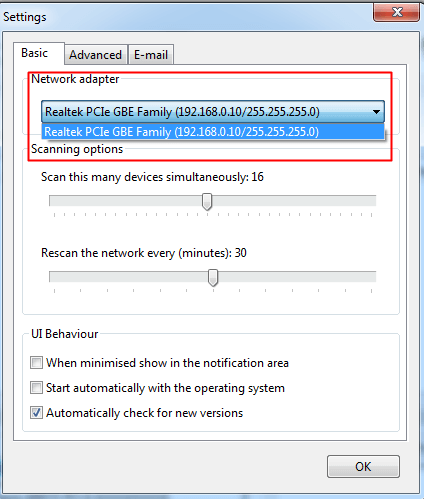 Settings
Basic Advanced E-mail
Network adapter
Realtek PCIe GBE Family (192.168.0.10/255.255.255.0)
Realtek PCIe GBE Family (192.168.0.10/255.255.255.0)
Scanning options
Scan this many devices simultaneously: 16
Rescan the network every (minutes): 30
UI Behaviour
When minimised show in the notification area
Start automatically with the operating system
Automatically check for new versions
OK